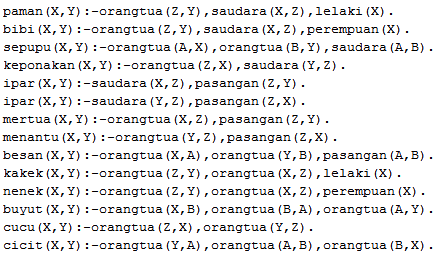 paman(X,Y):-orangtua(Z,Y),saudara(X,Z),lelaki(X).
bibi(X,Y):-orangtua(Z,Y),saudara(X,Z),perempuan(X).
sepupu(X,Y):-orangtua(A,X),orangtua(B,Y),saudara(A,B).
keponakan(X,Y):-orangtua(Z,X),saudara(Y,Z).
ipar(X,Y):-saudara(X,Z),pasangan(Z,Y).
ipar(X,Y):-saudara(Y,Z),pasangan(Z,X).
mertua(X,Y):-orangtua(X,Z),pasangan(Z,Y).
menantu(X,Y):-orangtua(Y,Z),pasangan(Z,X).
besan(X,Y):-orangtua(X,A),orangtua(Y,B),pasangan(A,B).
kakek(X,Y):-orangtua(Z,Y),orangtua(X,Z),lelaki(X).
nenek(X,Y):-orangtua(Z,Y),orangtua(X,Z),perempuan(X).
buyut(X,Y):-orangtua(X,B),orangtua(B,A),orangtua(A,Y).
cucu(X,Y):-orangtua(Z,X),orangtua(Y,Z).
cicit(X,Y):-orangtua(Y,A),orangtua(A,B),orangtua(B,X).